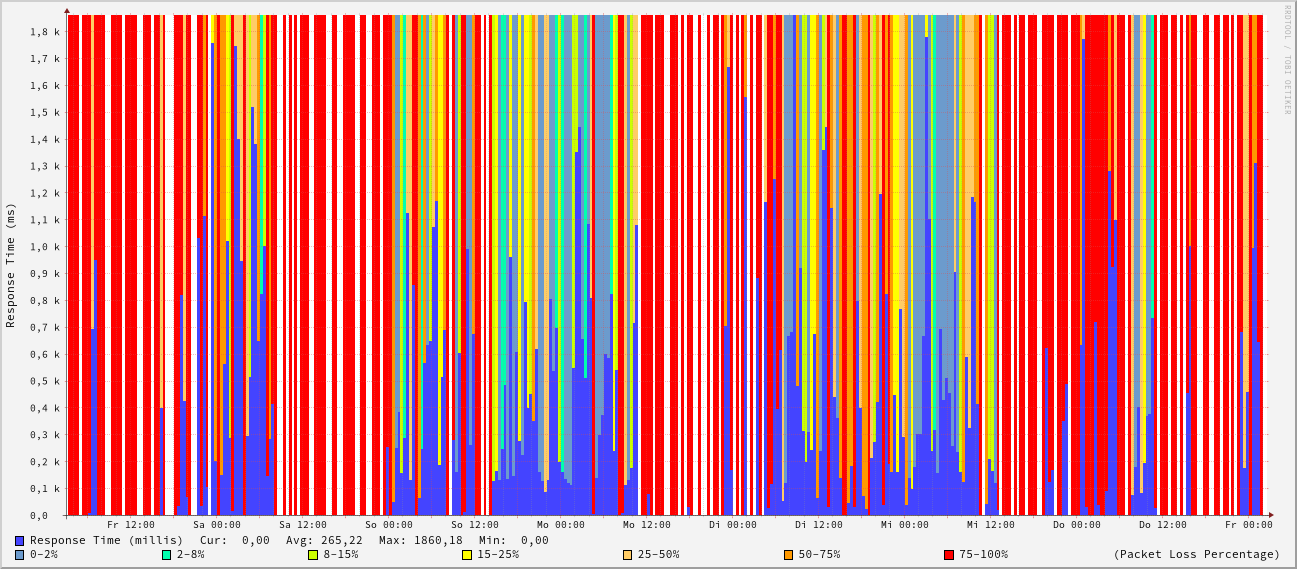 RRDTOOL / TOBI OETIKER
Response Time (ms)
1,8 k
1,7 k
1,6 k
1,5 k
1,4 k
1,3 k
1,2 k
1,1 k
1,0 k
0,9 k
0,8 k
0,7 k
0,6 k
0,5 k
0,4 k
0,3 k
0,2 k
0,1 k
0,0
Fr 12:00 Sa 00:00 Sa 12:00 So 00:00 So 12:00 Mo 00:00 Mo 12:00 Di 00:00 Di 12:00 Mi 00:00 Mi 12:00 Do 00:00 Do 12:00 Fr 00:00
Response Time (millis) Cur: 0,00 Avg: 265,22 Max: 1860,18 Min: 0,00
0-2% 2-8% 8-15% 15-25% 25-50% 50-75% 75-100% (Packet Loss Percentage)